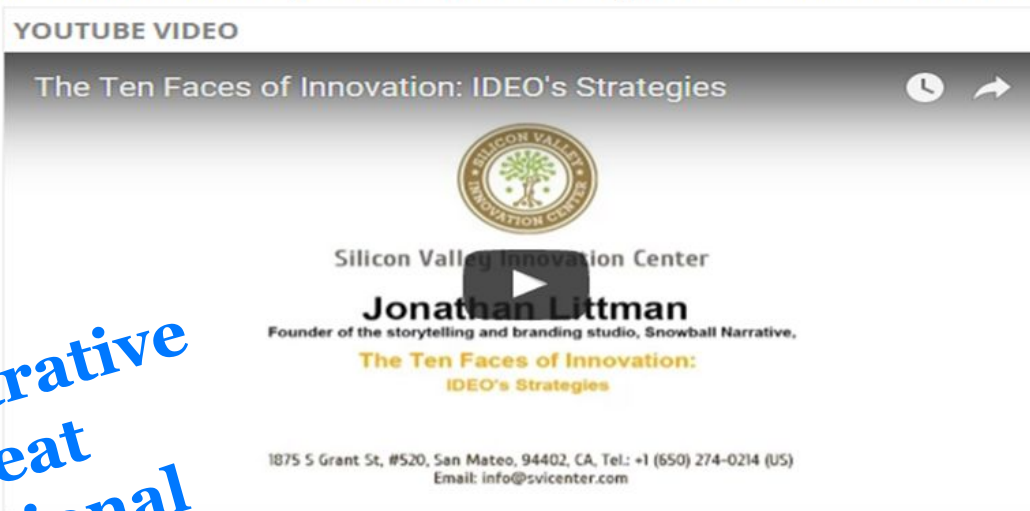 YOUTUBE VIDEO
The Ten Faces of Innovation: IDEO's Strategies
SILICON VALLEY
INNOVATION CENTER
Silicon Valley Innovation Center
Jonathan Littman
Founder of the storytelling and branding studio, Snowball Narrative,
The Ten Faces of Innovation:
IDEO's Strategies
rative
eat
ional
1875 S Grant St, #520, San Mateo, 94402, CA, Tel.: +1 (650) 274-0214 (US)
Email: info@svicenter.com